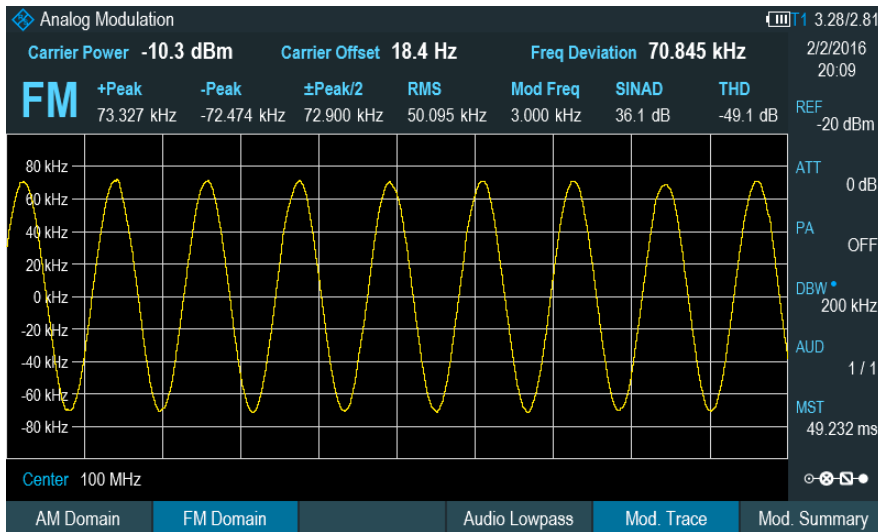 Analog Modulation T1 3.28/2.81
Carrier Power -10.3 dBm Carrier Offset 18.4 Hz Freq Deviation 70.845 kHz
2/2/2016
20:09
FM
+Peak -Peak ±Peak/2 RMS Mod Freq SINAD THD
73.327 kHz -72.474 kHz 72.900 kHz 50.095 kHz 3.000 kHz 36.1 dB -49.1 dB
REF
-20 dBm
ATT
0 dB
PA
OFF
DBW
200 kHz
AUD
1 / 1
MST
49.232 ms
80 kHz
60 kHz
40 kHz
20 kHz
0 kHz
-20 kHz
-40 kHz
-60 kHz
-80 kHz
Center 100 MHz
AM Domain FM Domain Audio Lowpass Mod. Trace Mod. Summary